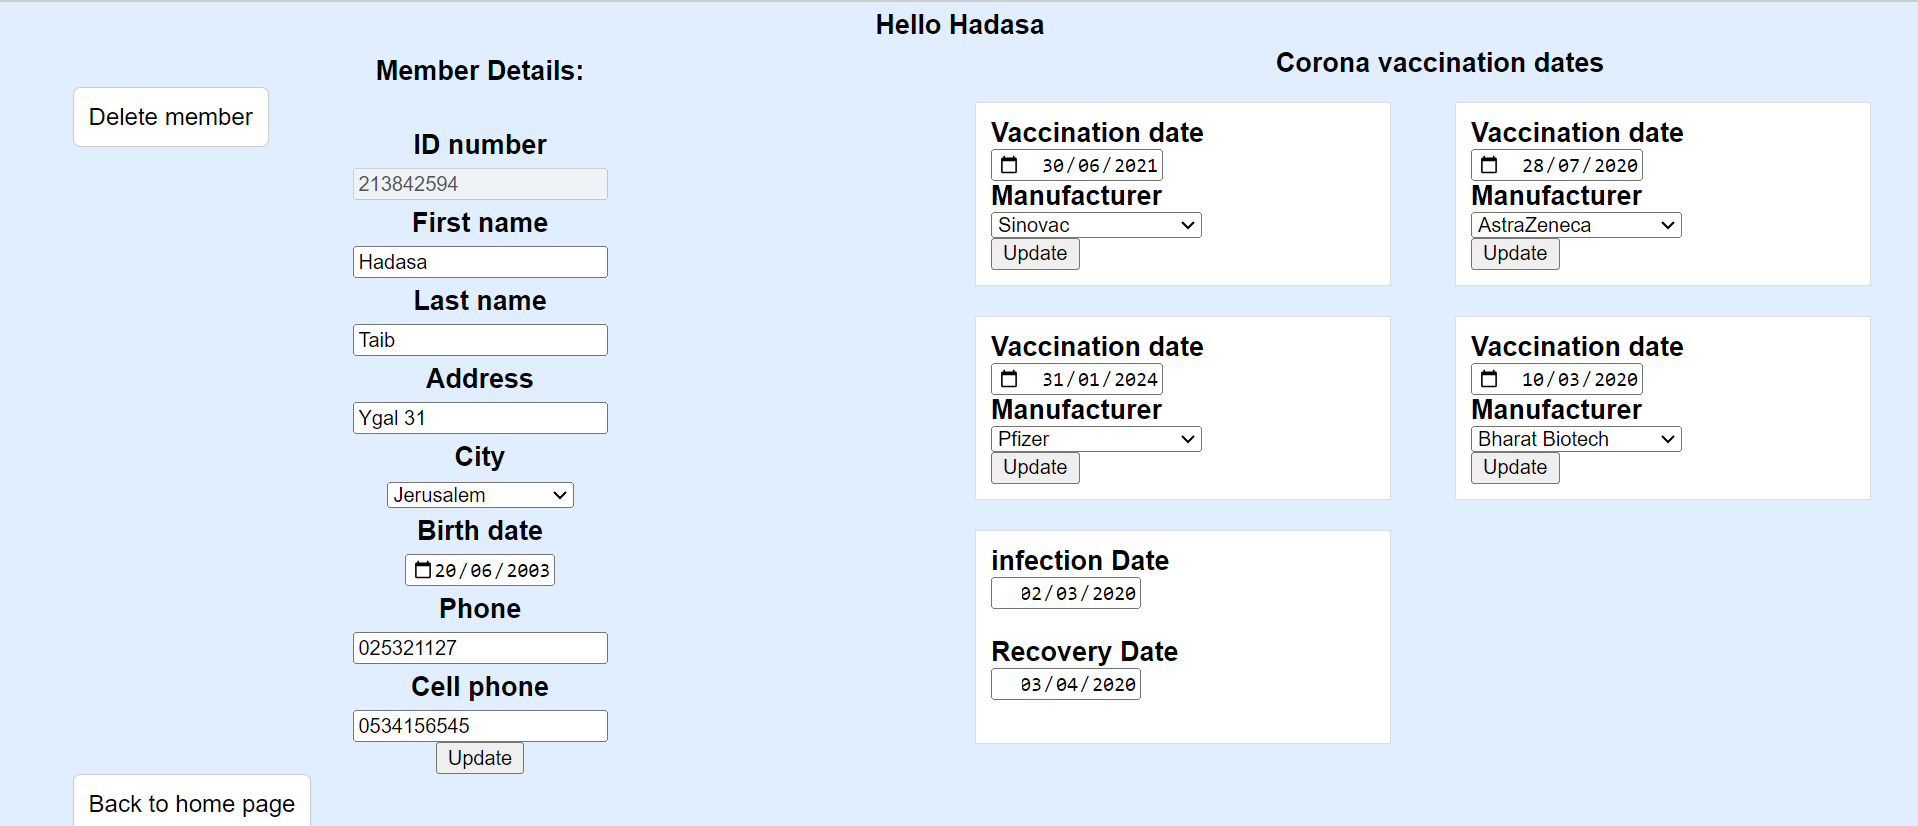 Hello Hadasa
Member Details:
Delete member
ID number
213842594
First name
Hadasa
Last name
Taib
Address
Ygal 31
City
Jerusalem
Birth date
20/06/2003
Phone
025321127
Cell phone
0534156545
Update
Back to home page
Corona vaccination dates
Vaccination date
30/06/2021
Manufacturer
Sinovac
Update
Vaccination date
28/07/2020
Manufacturer
AstraZeneca
Update
Vaccination date
31/01/2024
Manufacturer
Pfizer
Update
Vaccination date
10/03/2020
Manufacturer
Bharat Biotech
Update
infection Date
02/03/2020
Recovery Date
03/04/2020